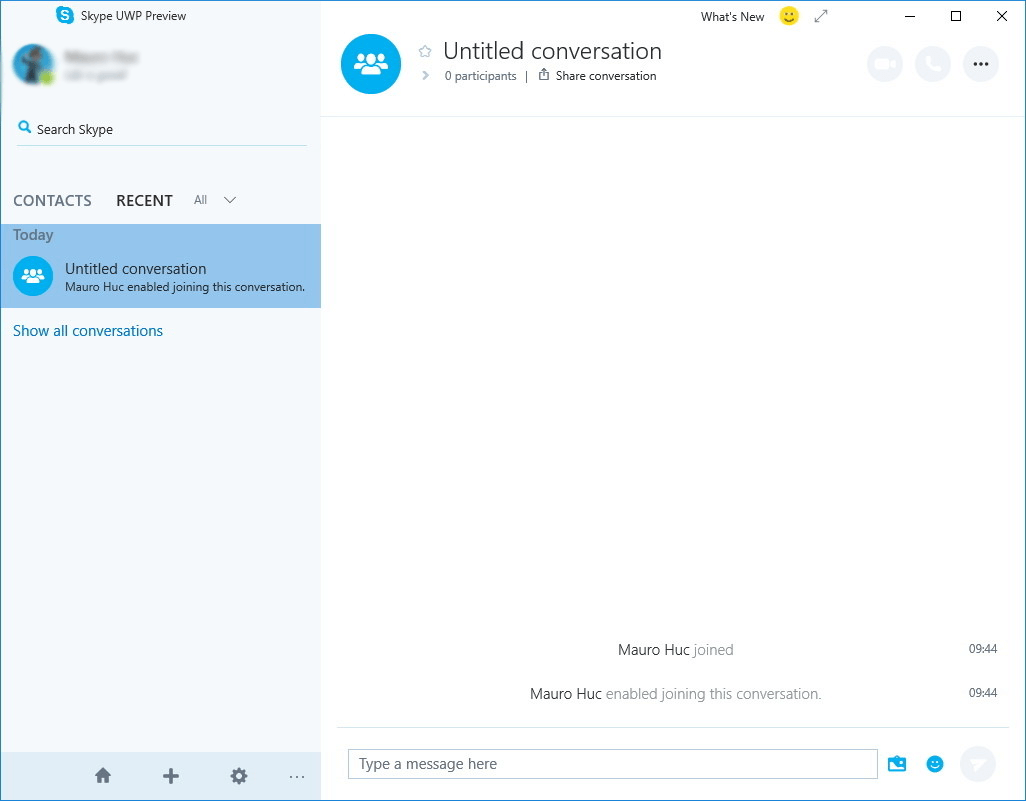 Skype UWP Preview
What's New
Search Skype
CONTACTS RECENT All
Today
Untitled conversation
Mauro Huc enabled joining this conversation.
Show all conversations
Untitled conversation
0 participants | Share conversation
Mauro Huc joined 09:44
Mauro Huc enabled joining this conversation. 09:44
Type a message here